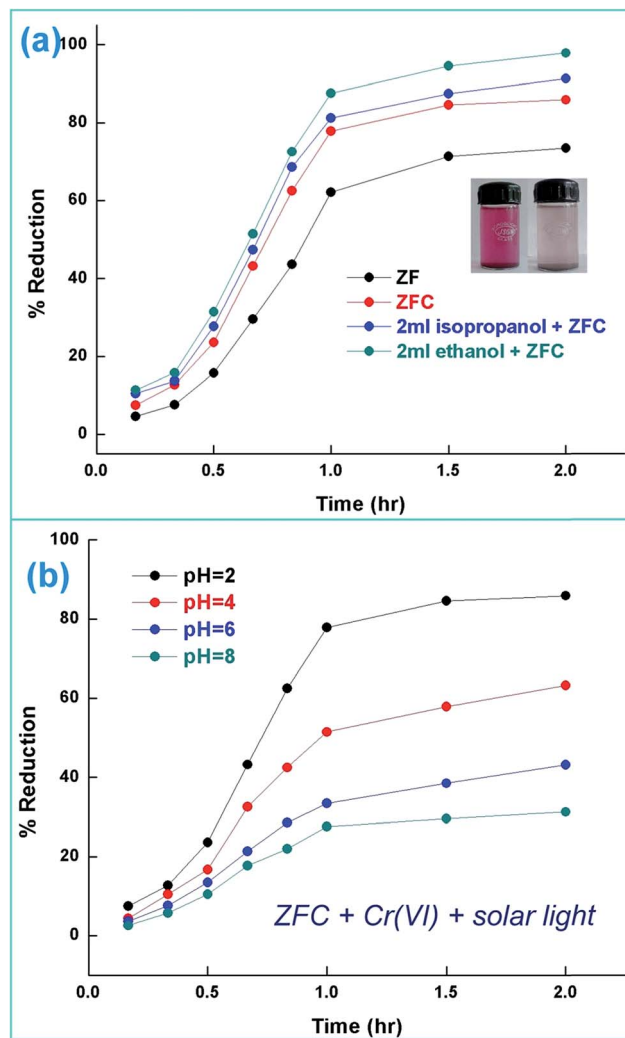 (a)
100
80
60
40
20
0
% Reduction
ZF
ZFC
2ml isopropanol + ZFC
2ml ethanol + ZFC
0.0 0.5 1.0 1.5 2.0
Time (hr)
(b)
100
80
60
40
20
0
% Reduction
pH=2
pH=4
pH=6
pH=8
ZFC + Cr(VI) + solar light
0.0 0.5 1.0 1.5 2.0
Time (hr)